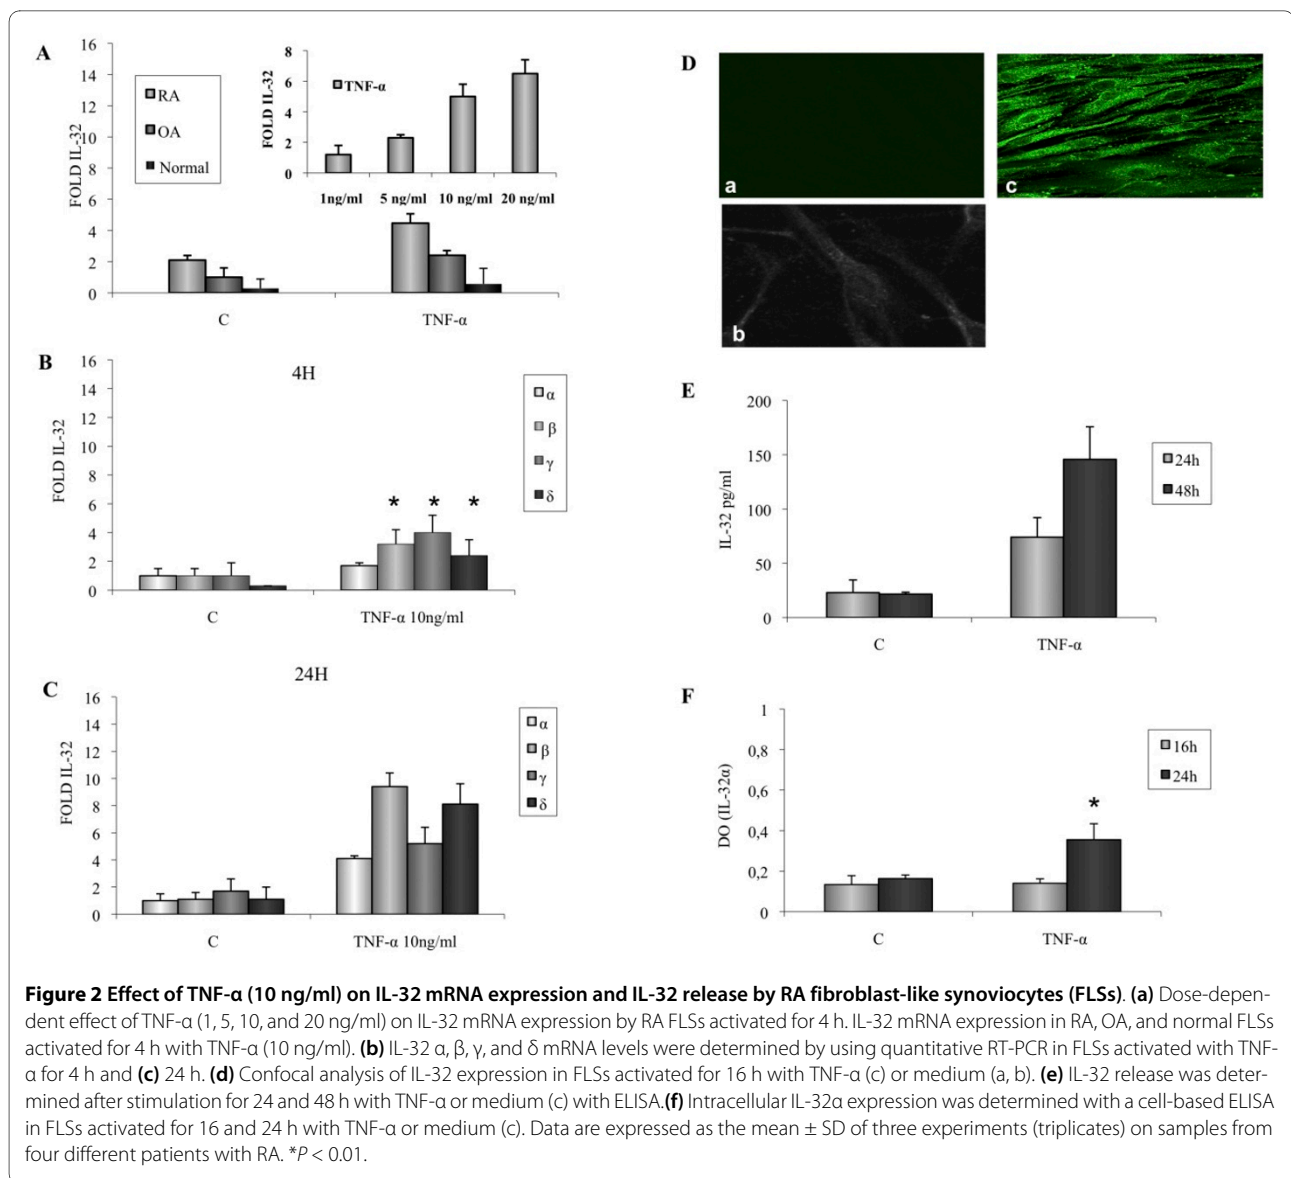 A
16
14
12
10
8
6
4
2
0
FOLD IL-32
RA
OA
Normal
C
TNF-α
8
6
4
2
0
FOLD IL-32
TNF-α
1ng/ml
5 ng/ml
10 ng/ml
20 ng/ml
B
4H
16
14
12
10
8
6
4
2
0
FOLD IL-32
* * *
C
TNF-α 10ng/ml
α
β
γ
δ
C
24H
16
14
12
10
8
6
4
2
0
FOLD IL-32
C
TNF-α 10ng/ml
α
β
γ
δ
D
a
c
b
E
200
150
100
50
0
IL-32 pg/ml
C
TNF-α
24h
48h
F
1
0,8
0,6
0,4
0,2
0
DO (IL-32α)
*
C
TNF-α
16h
24h
Figure 2 Effect of TNF-α (10 ng/ml) on IL-32 mRNA expression and IL-32 release by RA fibroblast-like synoviocytes (FLSs). (a) Dose-depen-
dent effect of TNF-α (1, 5, 10, and 20 ng/ml) on IL-32 mRNA expression by RA FLSs activated for 4 h. IL-32 mRNA expression in RA, OA, and normal FLSs
activated for 4 h with TNF-α (10 ng/ml). (b) IL-32 α, β, γ, and δ mRNA levels were determined by using quantitative RT-PCR in FLSs activated with TNF-
α for 4 h and (c) 24 h. (d) Confocal analysis of IL-32 expression in FLSs activated for 16 h with TNF-α (c) or medium (a, b). (e) IL-32 release was deter-
mined after stimulation for 24 and 48 h with TNF-α or medium (c) with ELISA.(f) Intracellular IL-32α expression was determined with a cell-based ELISA
in FLSs activated for 16 and 24 h with TNF-α or medium (c). Data are expressed as the mean ± SD of three experiments (triplicates) on samples from
four different patients with RA. *P < 0.01.